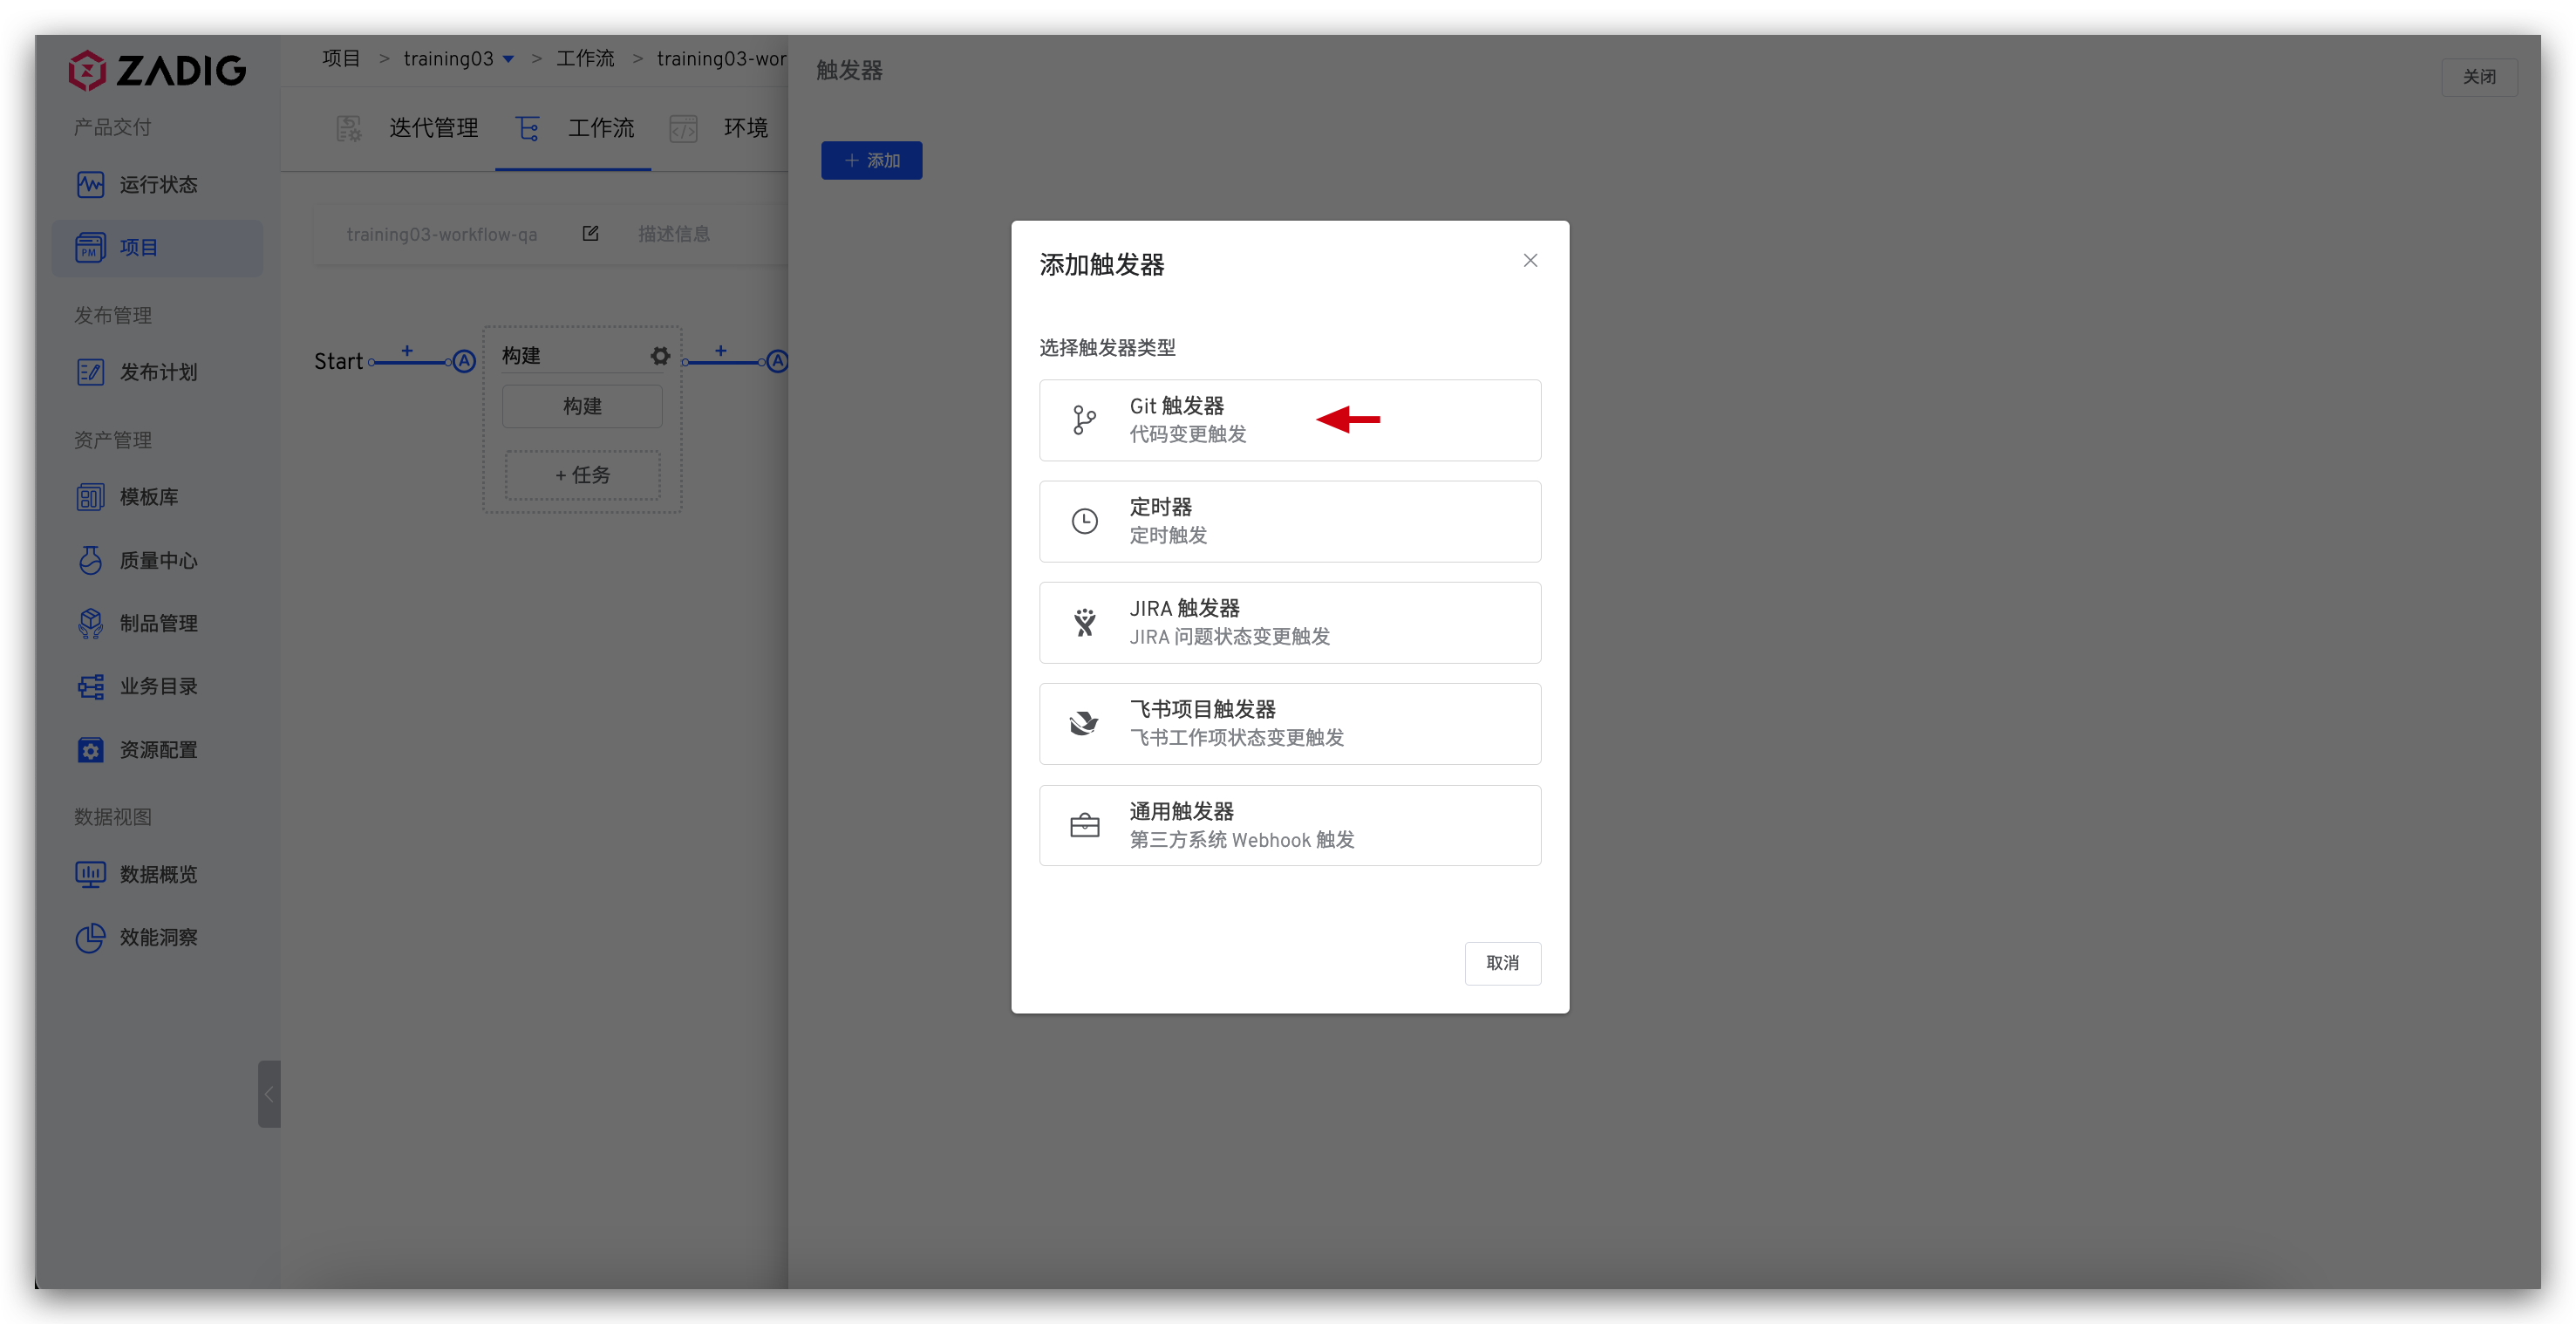 ZADIG
产品交付
运行状态
PM
项目
发布管理
发布计划
资产管理
模板库
质量中心
制品管理
业务目录
资源配置
数据视图
数据概览
效能洞察
项目 > training03 > 工作流 > training03-wor
迭代管理
工作流
环境
training03-workflow-qa
描述信息
Start
+
A
构建
构建
+ 任务
+
A
触发器
关闭
+ 添加
添加触发器
选择触发器类型
Git 触发器
代码变更触发
定时器
定时触发
JIRA 触发器
JIRA 问题状态变更触发
飞书项目触发器
飞书工作项状态变更触发
通用触发器
第三方系统 Webhook 触发
取消